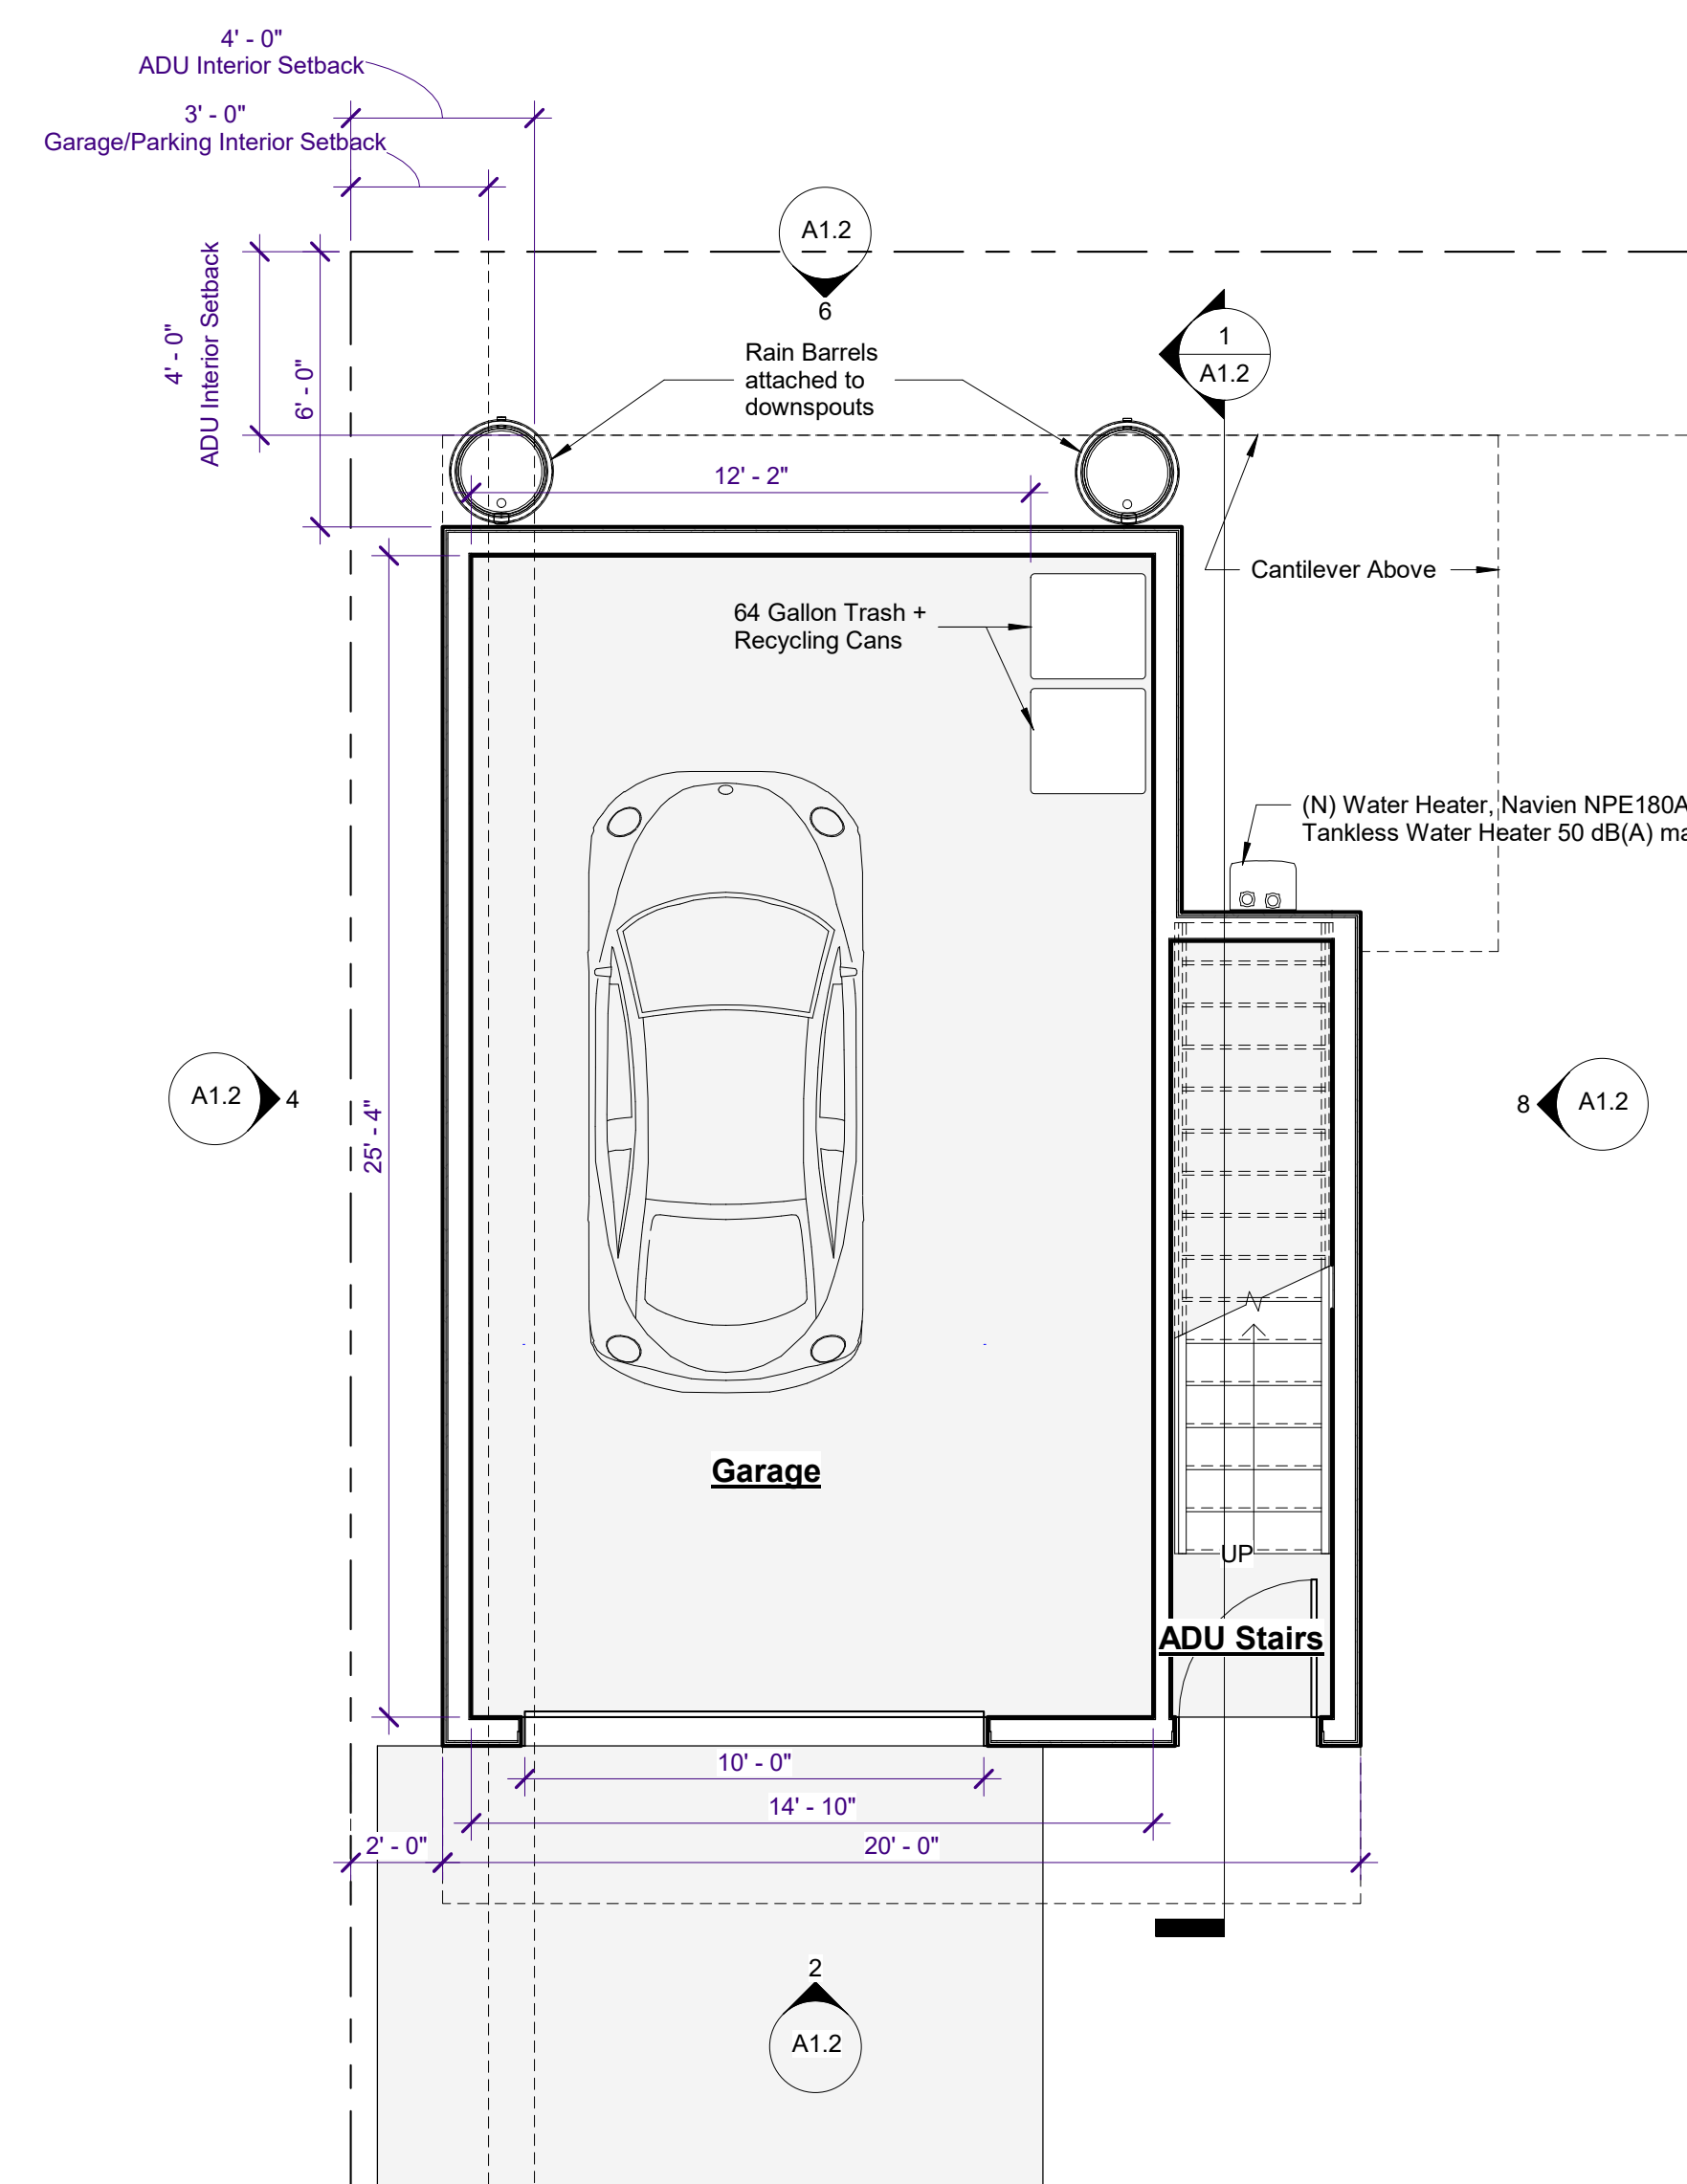 4' - 0"
ADU Interior Setback
3' - 0"
Garage/Parking Interior Setback
A1.2
6
4' - 0"
ADU Interior Setback
6' - 0"
1
A1.2
Rain Barrels
attached to
downspouts
12' - 2"
Cantilever Above
64 Gallon Trash +
Recycling Cans
(N) Water Heater, Navien NPE180A
Tankless Water Heater 50 dB(A) ma
A1.2
4
25' - 4"
8
A1.2
Garage
UP
ADU Stairs
10' - 0"
14' - 10"
2' - 0"
20' - 0"
2
A1.2